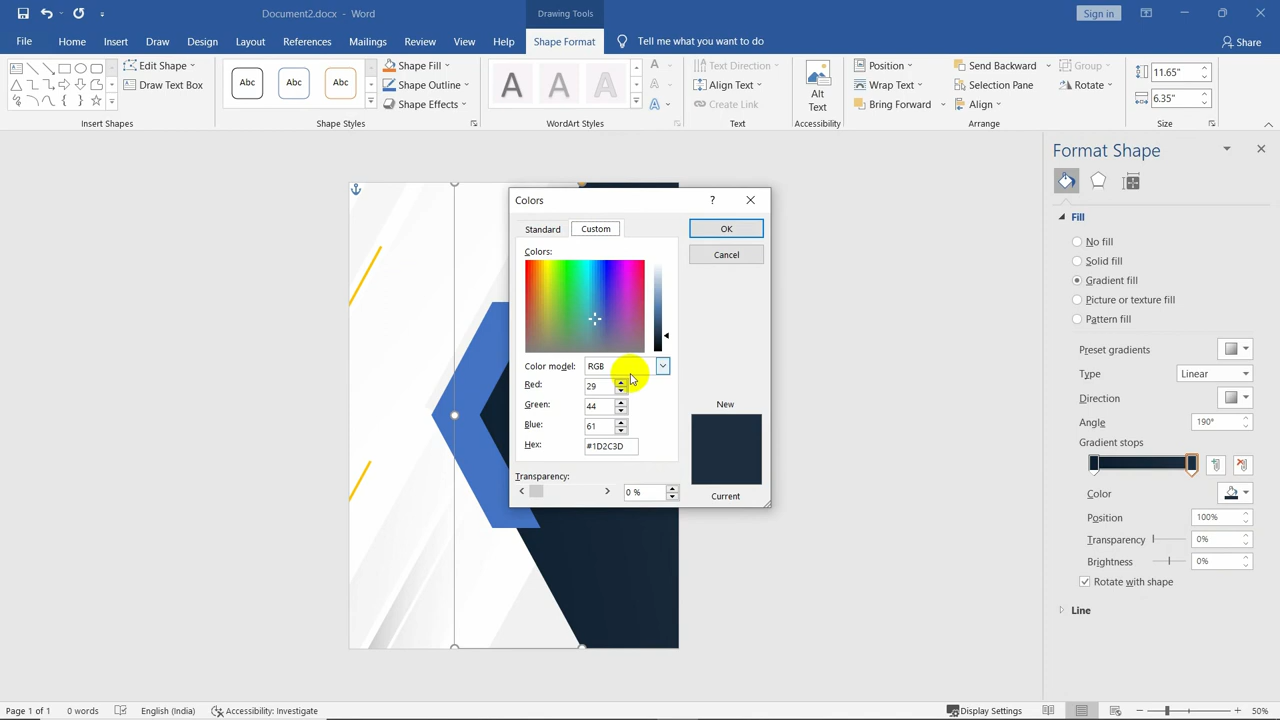 Document2.docx - Word
Drawing Tools
Sign in
File Home Insert Draw Design Layout References Mailings Review View Help Shape Format Tell me what you want to do Share
Edit Shape
Draw Text Box
Insert Shapes
Abc Abc Abc
Shape Fill
Shape Outline
Shape Effects
Shape Styles
A A A
WordArt Styles
Text Direction
Align Text
Create Link
Text
Alt
Text
Accessibility
Position
Wrap Text
Bring Forward
Send Backward
Selection Pane
Align
Group
Rotate
Arrange
11.65"
6.35"
Size
Colors
?
Standard Custom
OK
Cancel
Colors:
Color model: RGB
Red: 29
Green: 44
Blue: 61
Hex: #1D2C3D
Transparency:
0 %
New
Current
Format Shape
Fill
No fill
Solid fill
Gradient fill
Picture or texture fill
Pattern fill
Preset gradients
Type Linear
Direction
Angle 190°
Gradient stops
Color
Position 100%
Transparency 0%
Brightness 0%
Rotate with shape
Line
Page 1 of 1 0 words English (India) Accessibility: Investigate Display Settings 50%